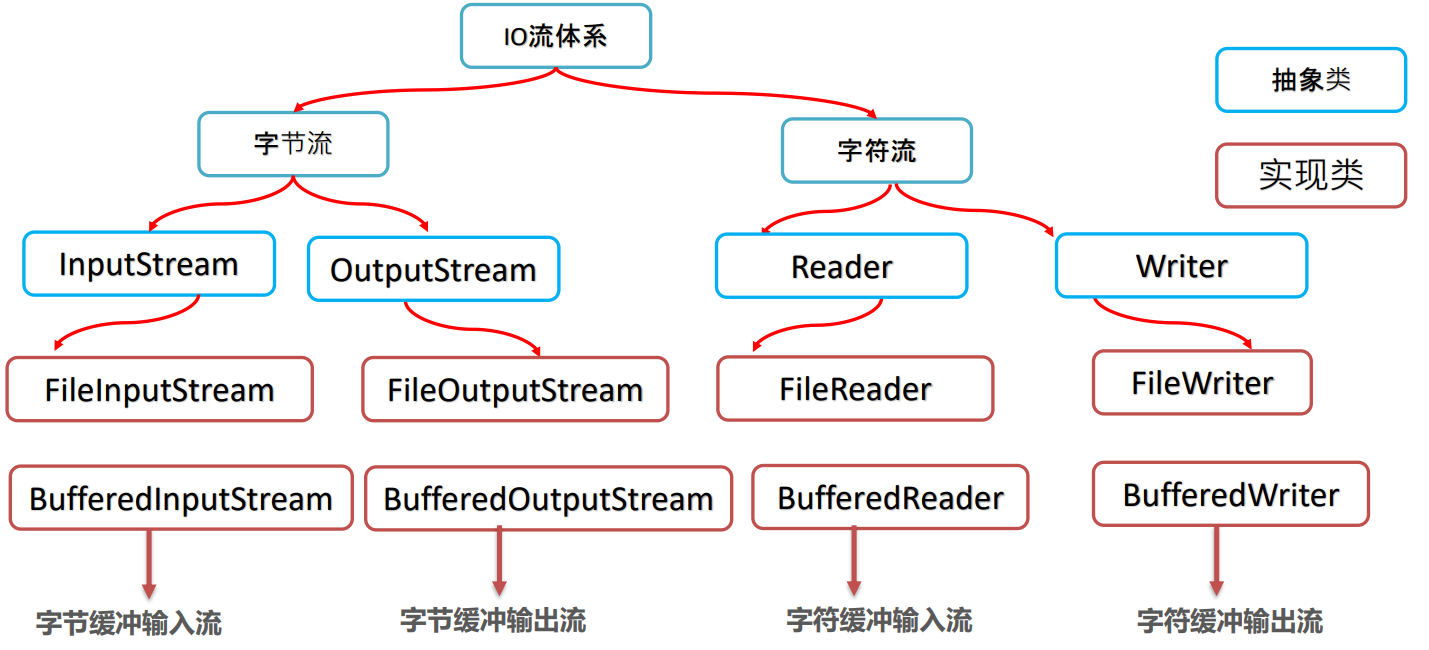 IO流体系
抽象类
字节流
字符流
实现类
InputStream
OutputStream
Reader
Writer
FileInputStream
FileOutputStream
FileReader
FileWriter
BufferedInputStream
BufferedOutputStream
BufferedReader
BufferedWriter
字节缓冲输入流
字节缓冲输出流
字符缓冲输入流
字符缓冲输出流